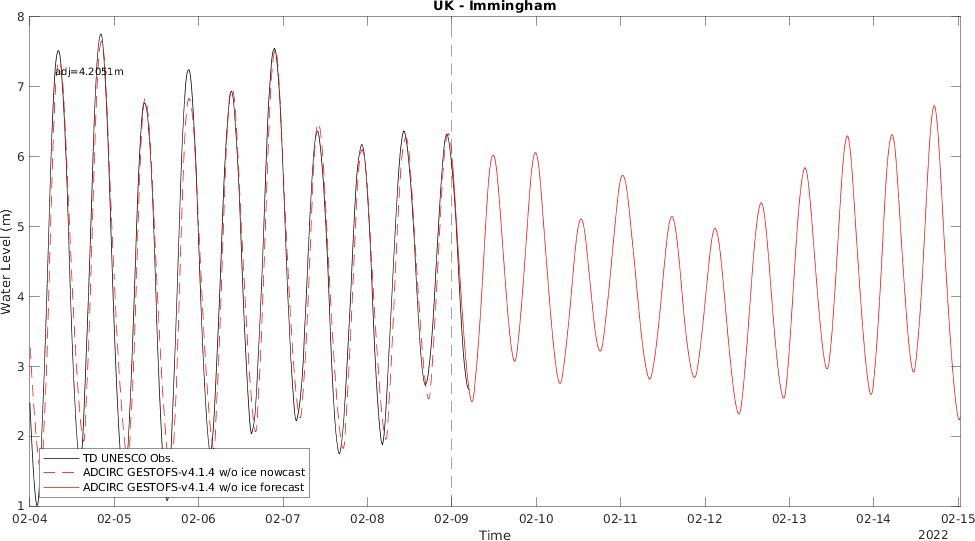 UK - Immingham
8
7
6
5
4
3
2
1
Water Level (m)
adj=4.2051m
TD UNESCO Obs.
ADCIRC GESTOFS-v4.1.4 w/o ice nowcast
ADCIRC GESTOFS-v4.1.4 w/o ice forecast
02-04 02-05 02-06 02-07 02-08 02-09 02-10 02-11 02-12 02-13 02-14 02-15
Time
2022